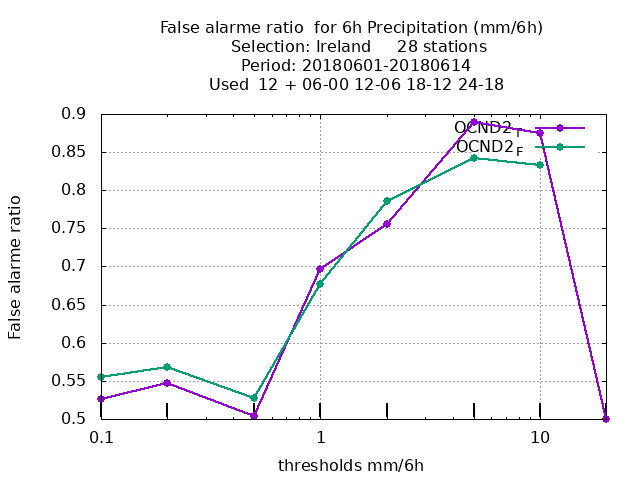 False alarme ratio  for 6h Precipitation (mm/6h)
Selection: Ireland     28 stations
Period: 20180601-20180614
Used  12 + 06-00 12-06 18-12 24-18
False alarme ratio
0.9
0.85
0.8
0.75
0.7
0.65
0.6
0.55
0.5
OCND2_T
OCND2_F
0.1
1
10
thresholds mm/6h